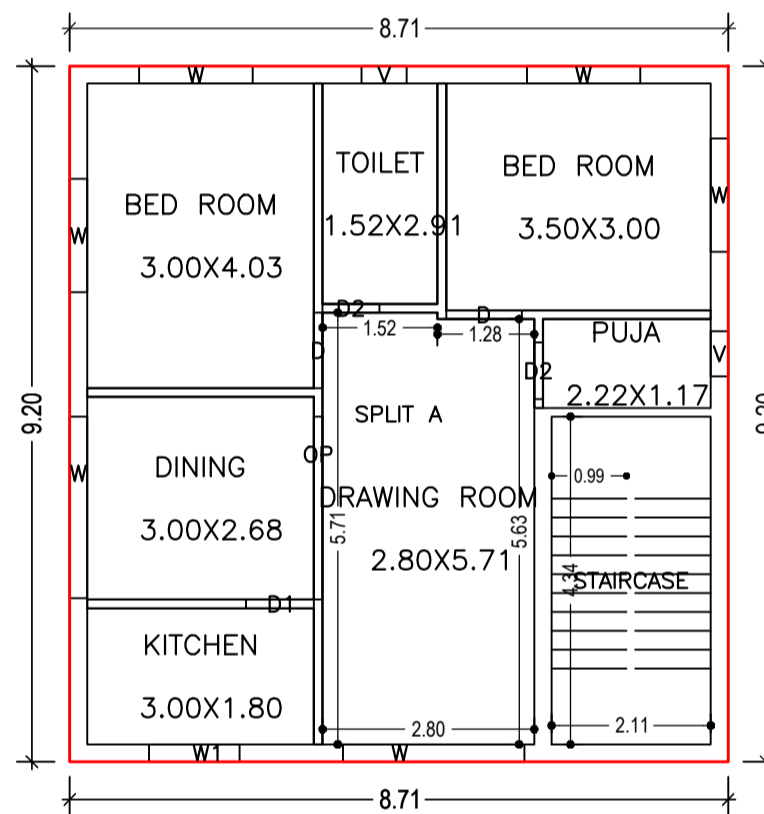 8.71
W
V
W
TOILET
BED ROOM
BED ROOM
1.52X2.91
3.50X3.00
W
W
3.00X4.03
D2
D
1.52
1.28
PUJA
D
V
D2
2.22X1.17
9.20
9.20
SPLIT A
OP
DINING
W
0.99
DRAWING ROOM
3.00X2.68
5.71
5.63
2.80X5.71
4.34
STAIRCASE
D1
KITCHEN
3.00X1.80
2.80
2.11
W1
W
8.71